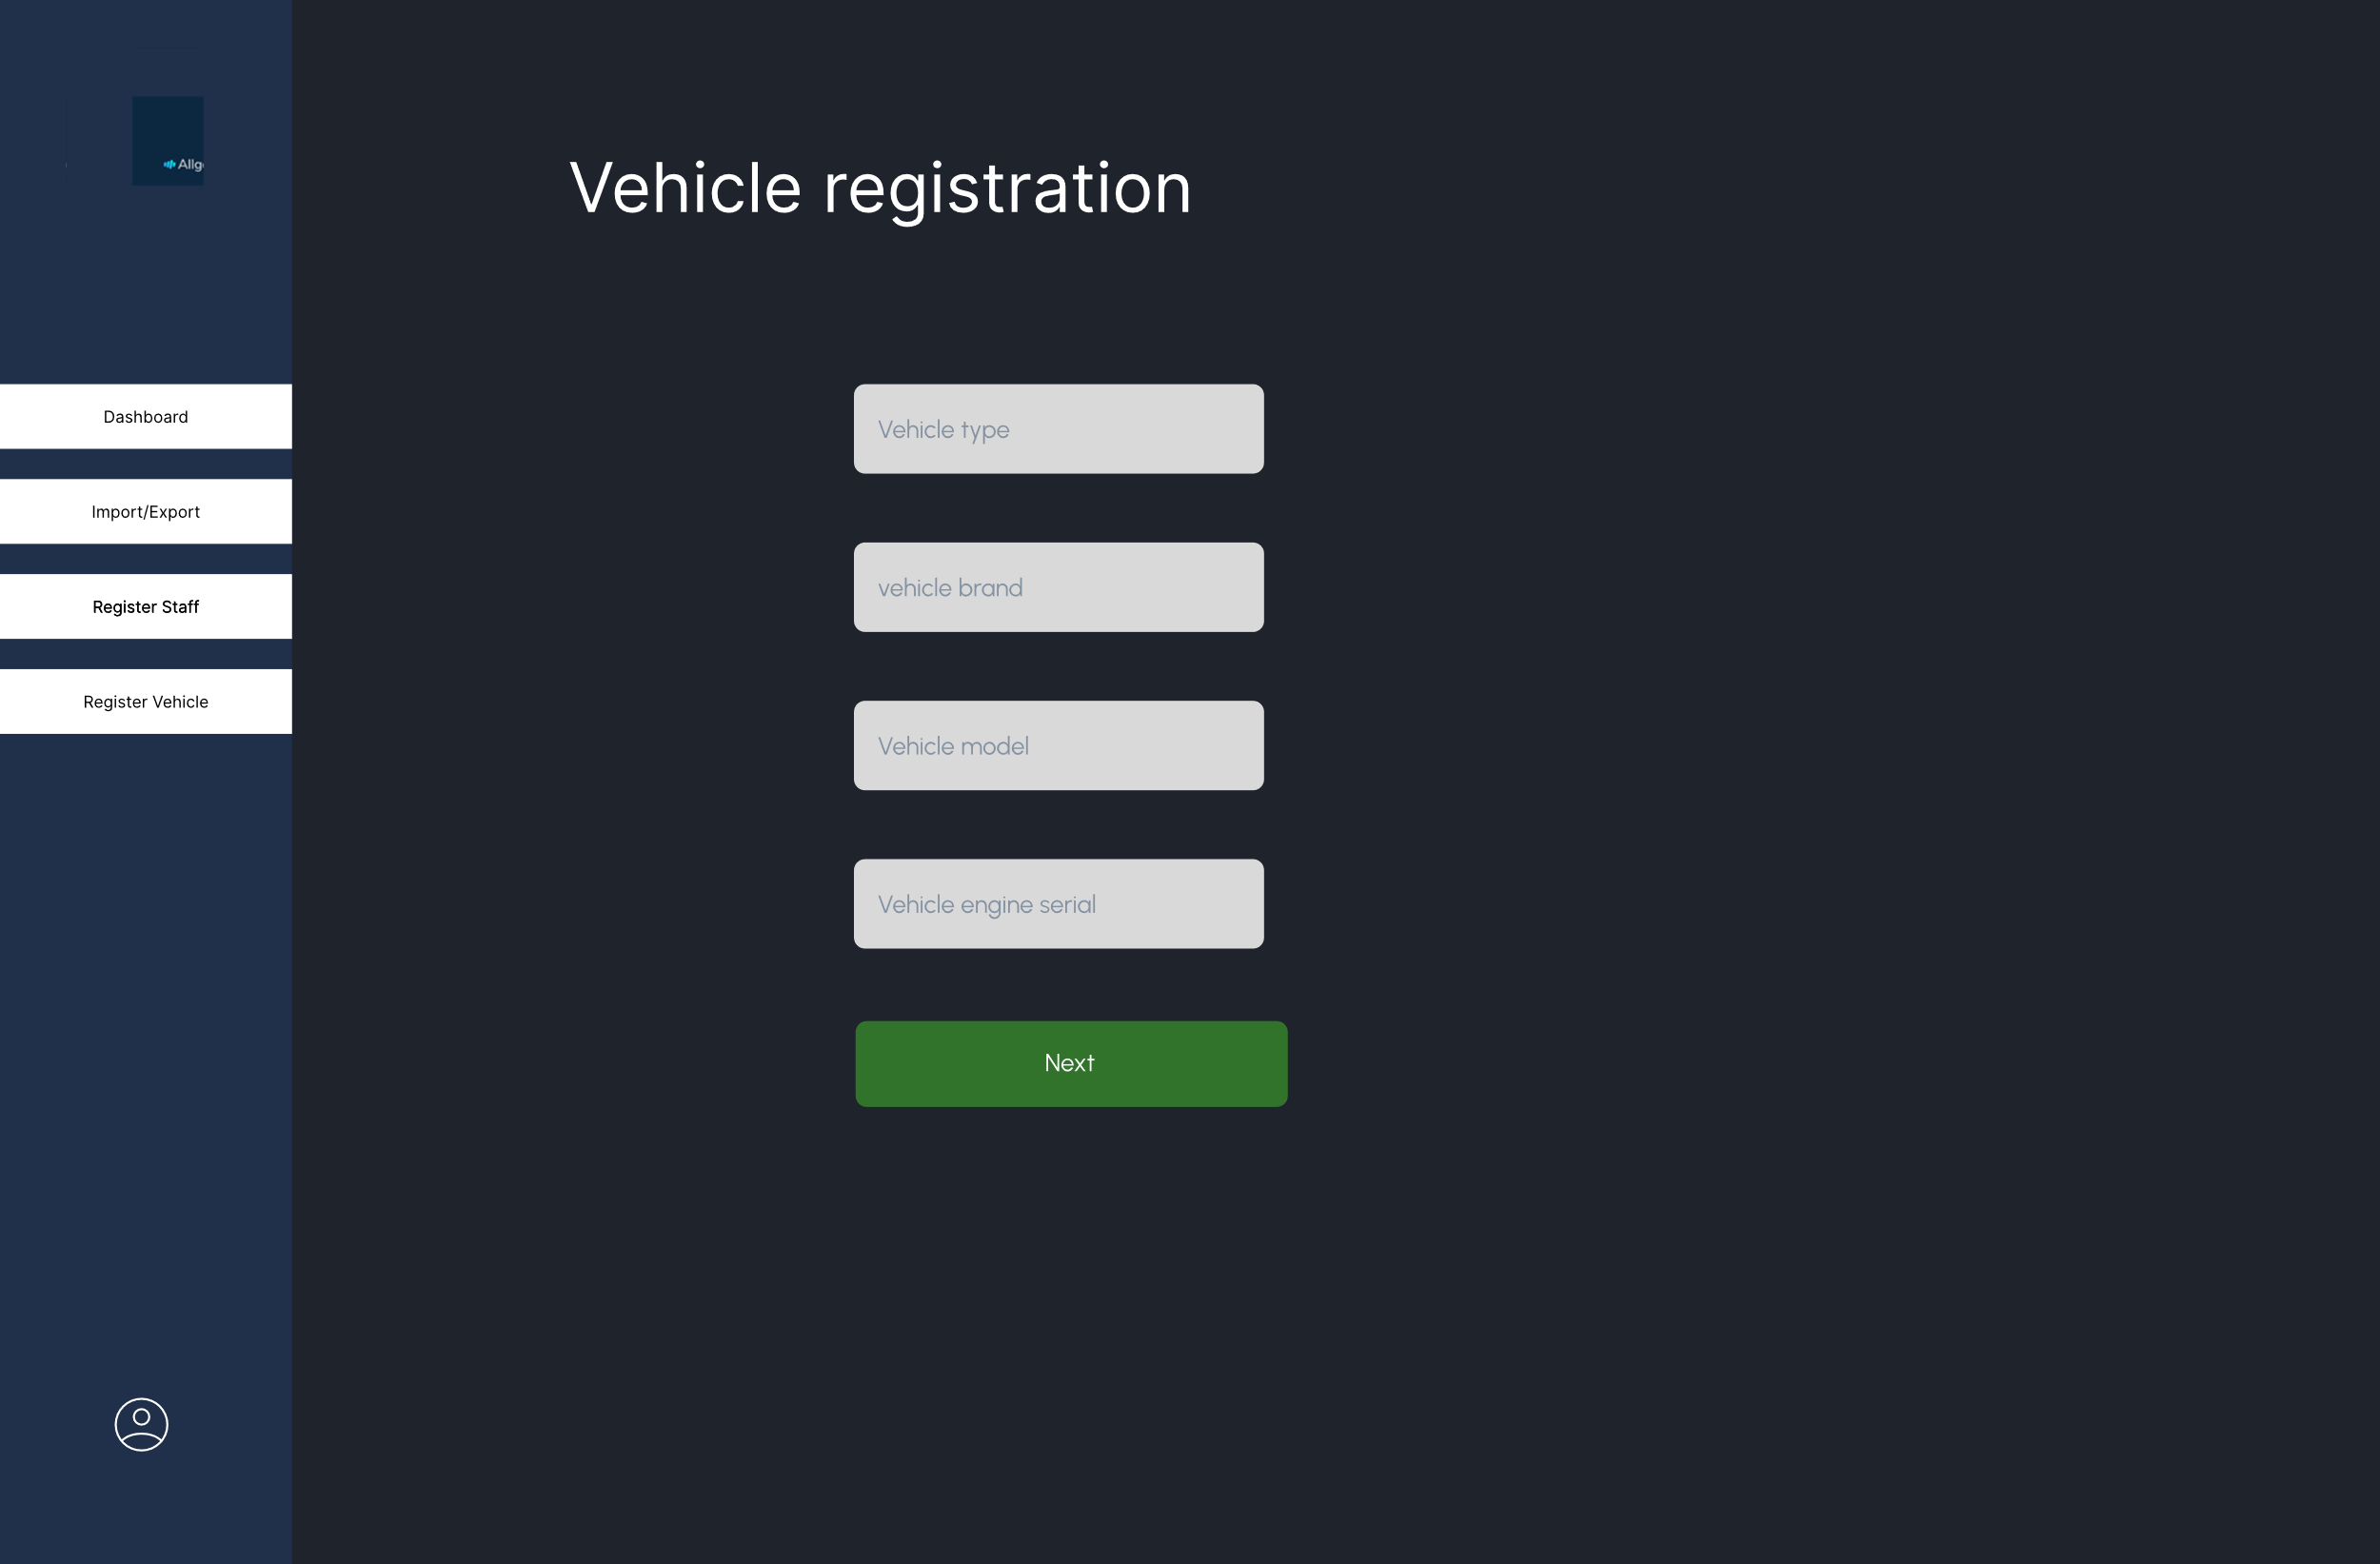 Allg
Vehicle registration
Dashboard
Import/Export
Register Staff
Register Vehicle
Vehicle type
vehicle brand
Vehicle model
Vehicle engine serial
Next